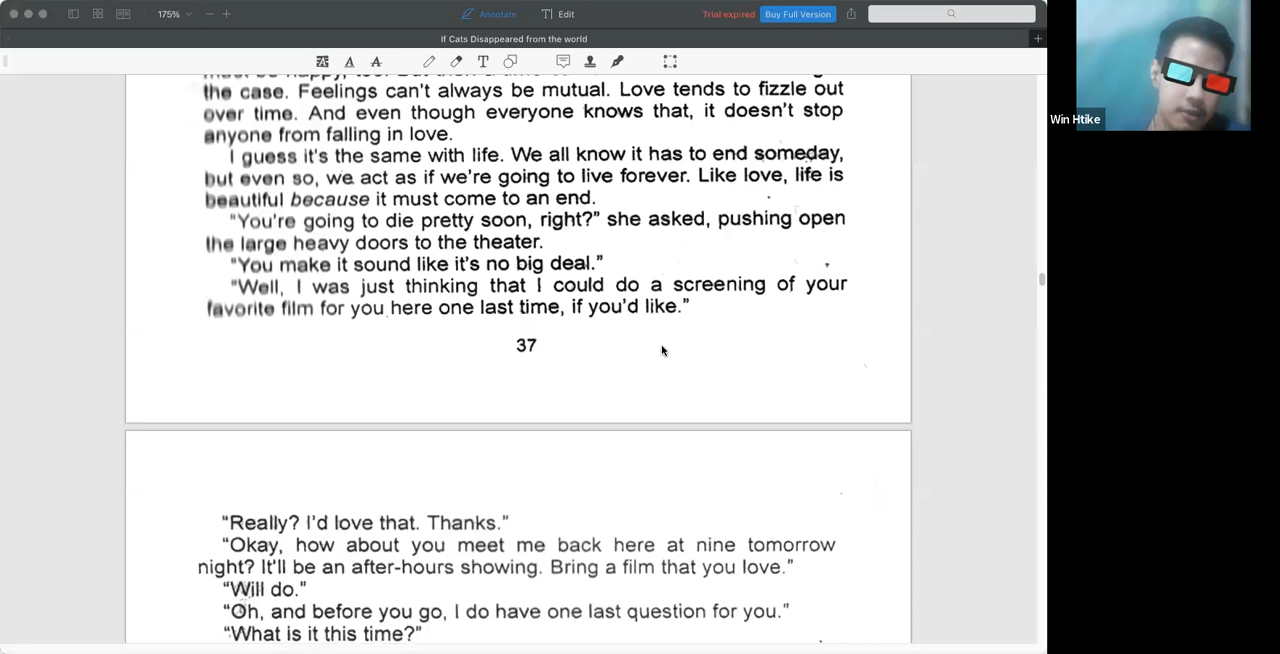 175%
Annotate
Edit
Trial expired
Buy Full Version
If Cats Disappeared from the world
the case. Feelings can't always be mutual. Love tends to fizzle out
over time. And even though everyone knows that, it doesn't stop
anyone from falling in love.
I guess it's the same with life. We all know it has to end someday,
but even so, we act as if we're going to live forever. Like love, life is
beautiful because it must come to an end.
"You're going to die pretty soon, right?" she asked, pushing open
the large heavy doors to the theater.
"You make it sound like it's no big deal."
"Well, I was just thinking that I could do a screening of your
favorite film for you here one last time, if you'd like."
37
"Really? I'd love that. Thanks."
"Okay, how about you meet me back here at nine tomorrow
night? It'll be an after-hours showing. Bring a film that you love."
"Will do."
"Oh, and before you go, I do have one last question for you."
"What is it this time?"
Win Htike